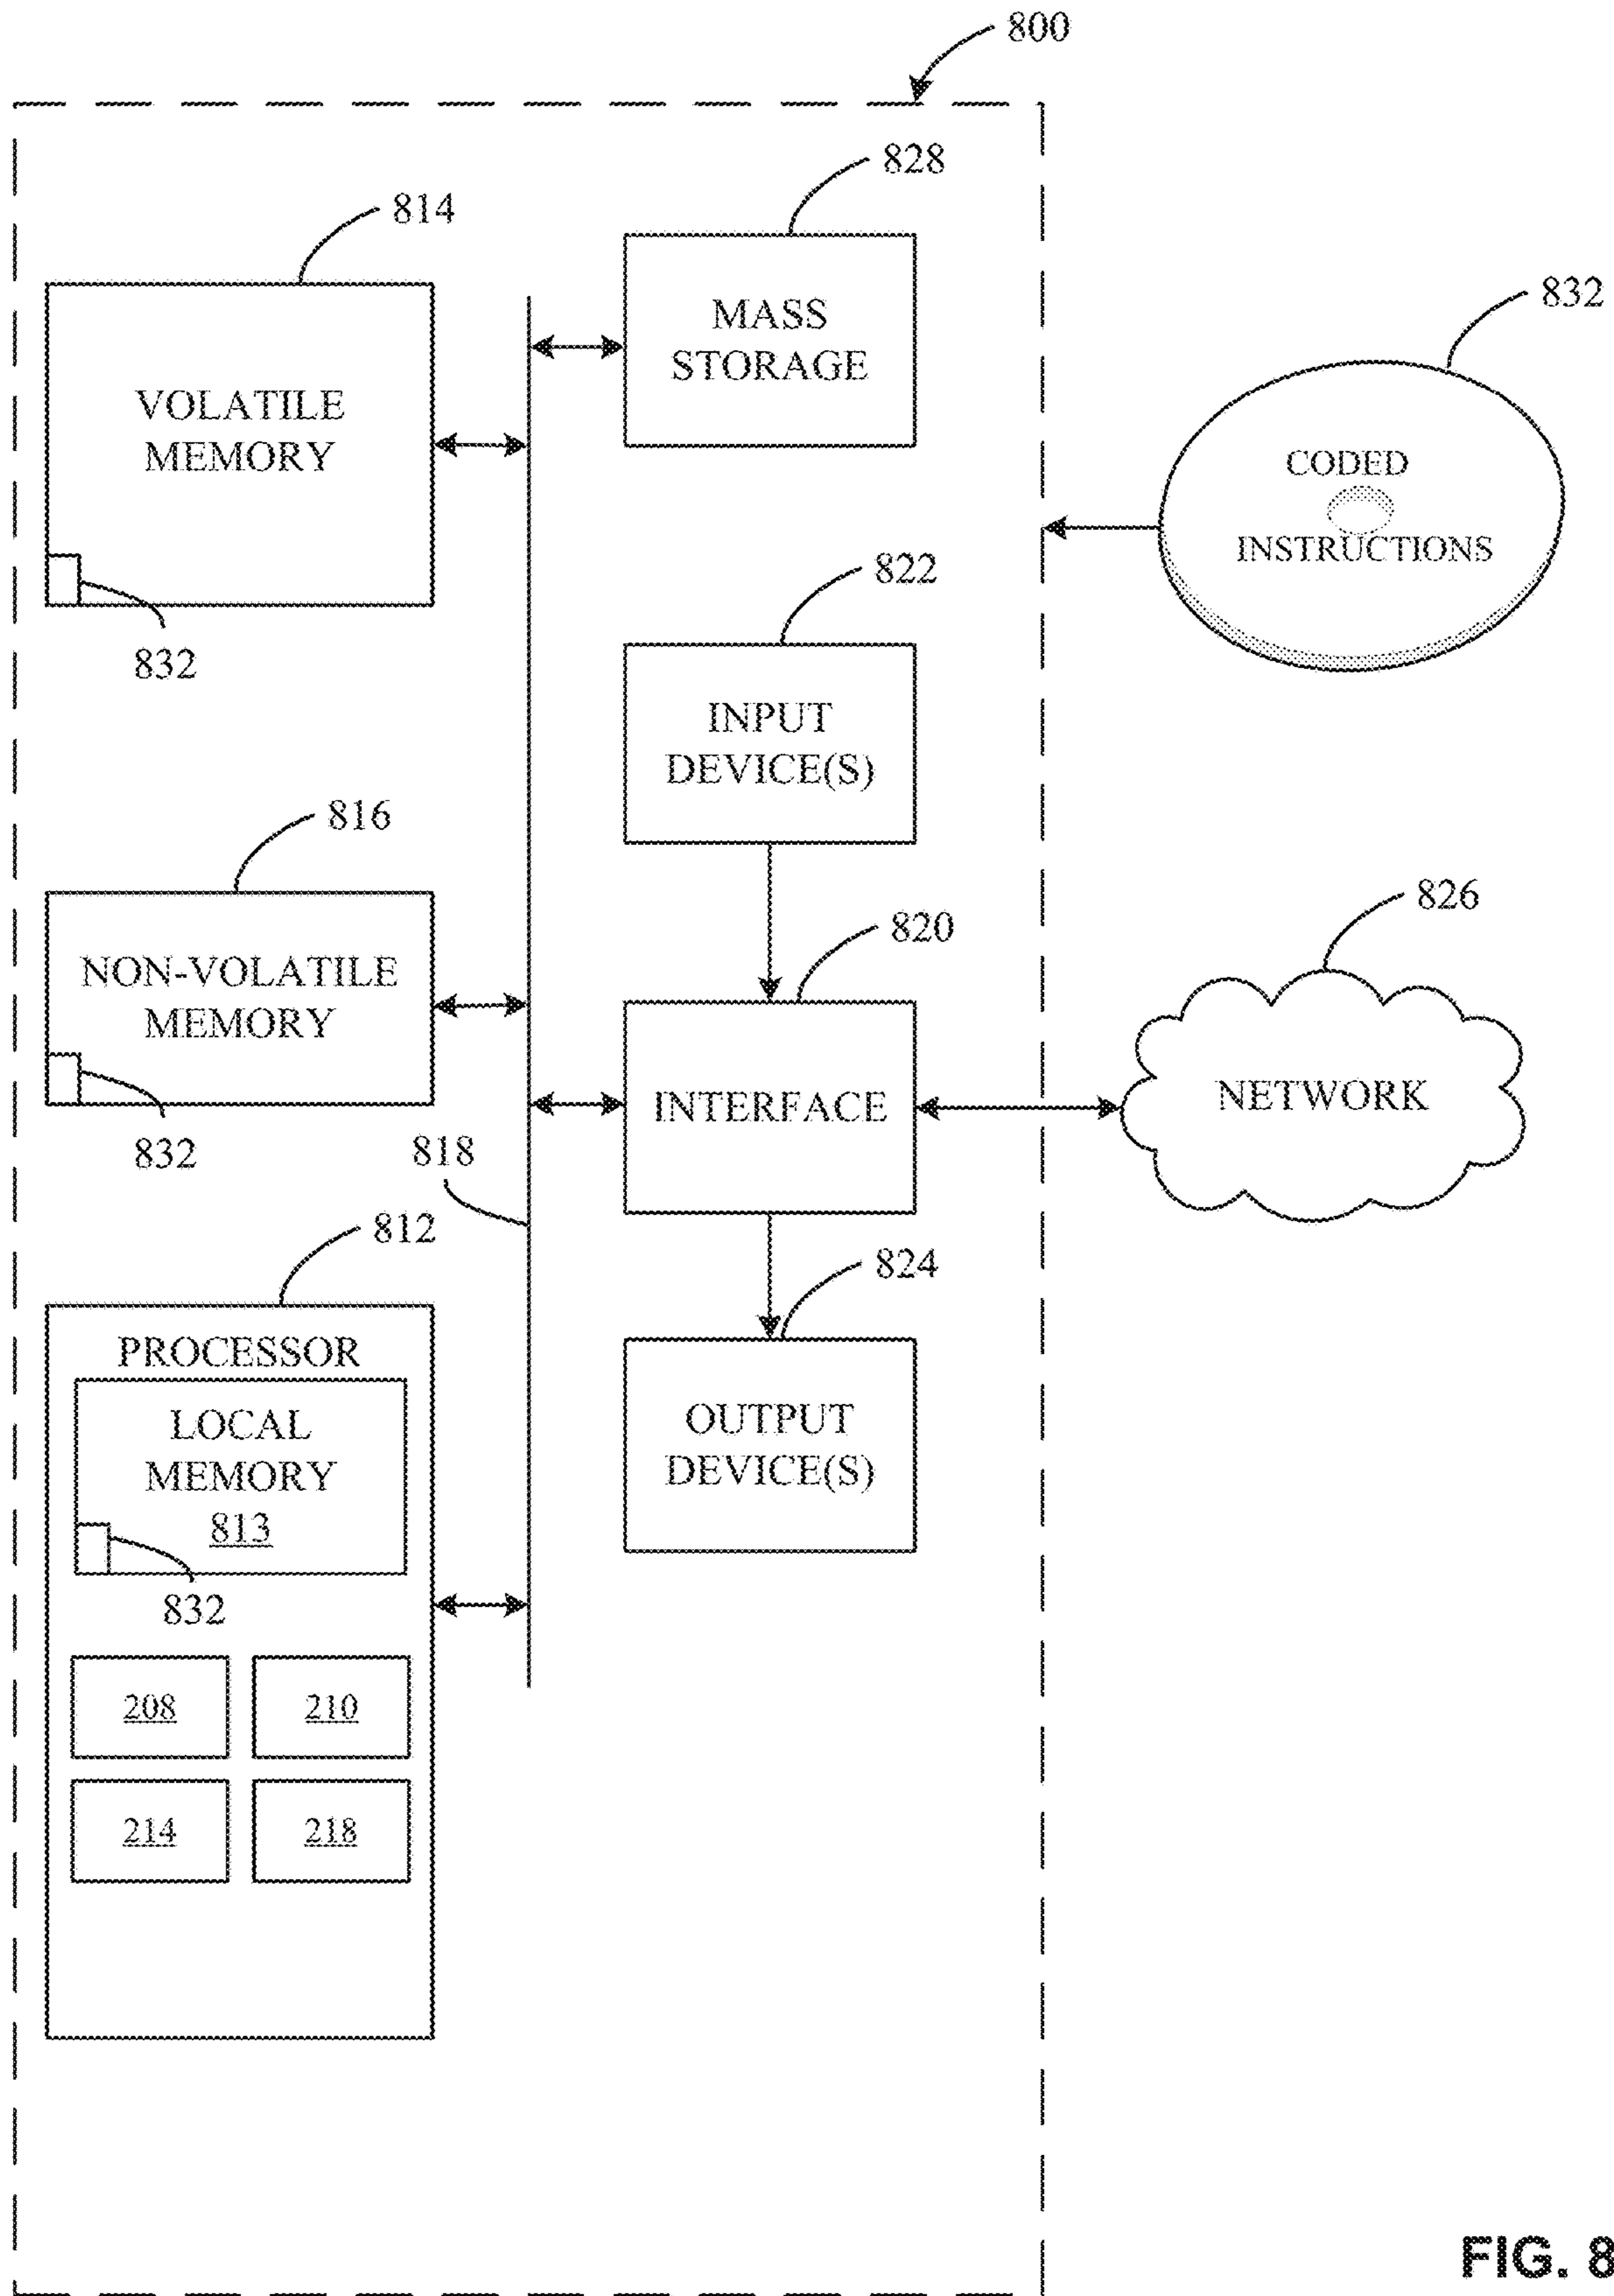 800
828
814
MASS
STORAGE
832
VOLATILE
MEMORY
CODED
INSTRUCTIONS
822
832
INPUT
DEVICE(S)
816
826
820
NON-VOLATILE
MEMORY
NETWORK
INTERFACE
832
818
812
824
PROCESSOR
LOCAL
MEMORY
813
OUTPUT
DEVICE(S)
832
208
210
214
218
FIG. 8